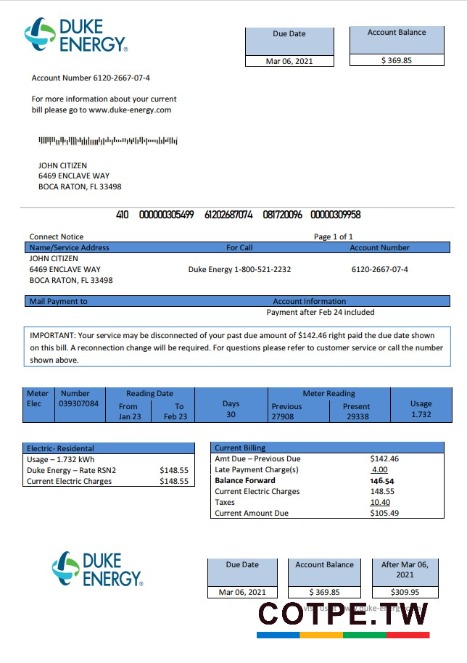 DUKE
ENERGY®
Due Date
Account Balance
Mar 06, 2021
$ 369.85
Account Number 6120-2667-07-4
For more information about your current
bill please go to www.duke-energy.com
JOHN CITIZEN
6469 ENCLAVE WAY
BOCA RATON, FL 33498
410 000000305499 61202687074 081720096 00000309958
Connect Notice Page 1 of 1
Name/Service Address For Call Account Number
JOHN CITIZEN
6469 ENCLAVE WAY Duke Energy 1-800-521-2232 6120-2667-07-4
BOCA RATON, FL 33498
Mail Payment to Account Information
Payment after Feb 24 included
IMPORTANT: Your service may be disconnected of your past due amount of $142.46 right paid the due date shown
on this bill. A reconnection change will be required. For questions please refer to customer service or call the number
shown above.
Meter Number Reading Date Days Meter Reading Usage
Elec 039307084 From To 30 Previous Present 1.732
Jan 23 Feb 23 27908 29338
Electric- Residential
Usage – 1.732 kWh
Duke Energy – Rate RSN2 $148.55
Current Electric Charges $148.55
Current Billing
Amt Due – Previous Due $142.46
Late Payment Charge(s) 4.00
Balance Forward 146.54
Current Electric Charges 148.55
Taxes 10.40
Current Amount Due $105.49
DUKE
ENERGY®
Due Date Account Balance After Mar 06,
2021
Mar 06, 2021 $ 369.85 $309.95
COTPE.TW